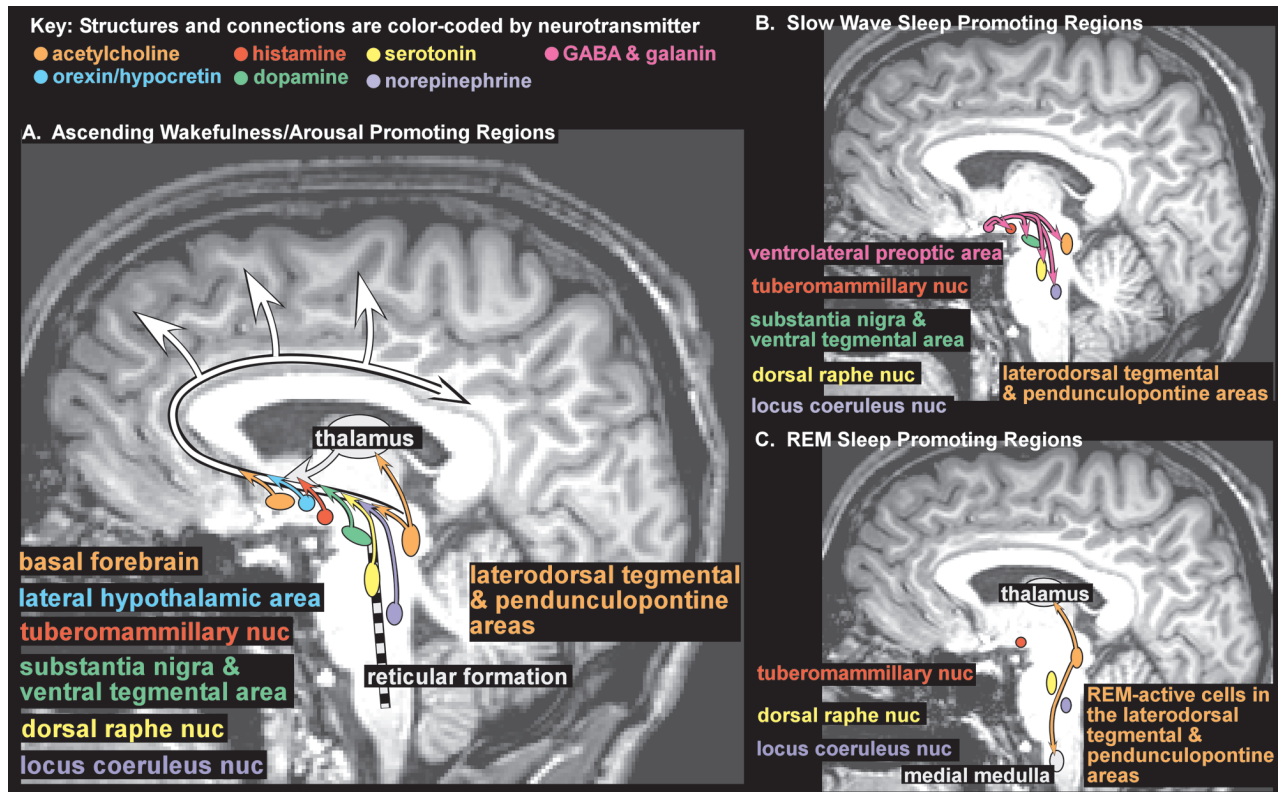 Key: Structures and connections are color-coded by neurotransmitter
acetylcholine
histamine
serotonin
GABA & galanin
orexin/hypocretin
dopamine
norepinephrine
A. Ascending Wakefulness/Arousal Promoting Regions
thalamus
basal forebrain
lateral hypothalamic area
tuberomammillary nuc
substantia nigra &
ventral tegmental area
dorsal raphe nuc
locus coeruleus nuc
laterodorsal tegmental
& pendunculopontine
areas
reticular formation
B. Slow Wave Sleep Promoting Regions
ventrolateral preoptic area
tuberomammillary nuc
substantia nigra &
ventral tegmental area
dorsal raphe nuc
locus coeruleus nuc
laterodorsal tegmental
& pendunculopontine areas
C. REM Sleep Promoting Regions
thalamus
tuberomammillary nuc
dorsal raphe nuc
locus coeruleus nuc
medial medulla
REM-active cells in
the laterodorsal
tegmental &
pendunculopontine
areas